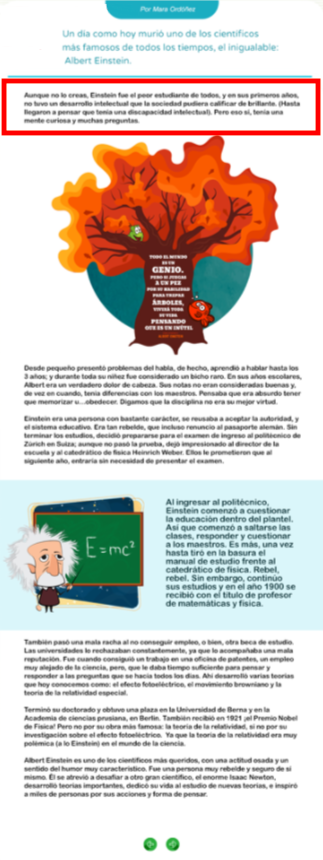 Por Mara Ordóñez
Un día como hoy murió uno de los científicos
más famosos de todos los tiempos, el inigualable:
Albert Einstein.
Aunque no lo creas, Einstein fue el peor estudiante de todos, y en sus primeros años,
no tuvo un desarrollo intelectual que la sociedad pudiera calificar de brillante. (Hasta
llegaron a pensar que tenía una discapacidad intelectual). Pero eso sí, tenía una
mente curiosa y muchas preguntas.
TODO EL MUNDO
ES UN
GENIO.
PERO SI JUZGAS
A UN PEZ
POR SU HABILIDAD
PARA TREPAR
ÁRBOLES,
VIVIRÁ TODA
SU VIDA
PENSANDO
QUE ES UN INÚTIL.
Desde pequeño presentó problemas del habla, de hecho, aprendió a hablar hasta los
3 años; y durante toda su niñez fue considerado un bicho raro. En sus años escolares,
Albert era un verdadero dolor de cabeza. Sus notas no eran consideradas buenas y,
de vez en cuando, tenía diferencias con los maestros. Pensaba que era absurdo tener
que memorizar u...obedecer. Digamos que la disciplina no era su mejor virtud.
Einstein era una persona con bastante carácter, se reusaba a aceptar la autoridad, y
el sistema educativo. Era tan rebelde, que incluso renuncio al pasaporte alemán. Sin
terminar los estudios, decidió prepararse para el examen de ingreso al politécnico de
Zúrich en Suiza; aunque no pasó la prueba, dejó impresionado al director de la
escuela y al catedrático de física Heinrich Weber. Ellos le prometieron que al
siguiente año, entraría sin necesidad de presentar el examen.
Al ingresar al politécnico,
Einstein comenzó a cuestionar
la educación dentro del plantel.
Así que comenzó a saltarse las
clases, responder y cuestionar
a los maestros. Es más, una vez
hasta tiró en la basura el
manual de estudio frente al
catedrático de física. Rebel,
rebel. Sin embargo, continúo
sus estudios y en el año 1900 se
recibió con el título de profesor
de matemáticas y física.
E=mc²
También pasó una mala racha al no conseguir empleo, o bien, otra beca de estudio.
Las universidades lo rechazaban constantemente, ya que lo acompañaba una mala
reputación. Fue cuando consiguió un trabajo en una oficina de patentes, un empleo
muy alejado de la ciencia, pero, que le daba tiempo suficiente para pensar y
responder a las preguntas que se hacía todos los días. Ahí desarrolló varias teorías
que hoy conocemos como: el efecto fotoeléctrico, el movimiento browniano y la
teoría de la relatividad especial.
Terminó su doctorado y obtuve una plaza en la Universidad de Berna y en la
Academia de ciencias prusiana, en Berlín. También recibió en 1921 ¡el Premio Nobel
de Física! Pero no por su obra más famosa: la teoría de la relatividad, si no por su
investigación sobre el efecto fotoeléctrico. Ya que la teoría de la relatividad era muy
polémica (a lo Einstein) en el mundo de la ciencia.
Albert Einstein es uno de los científicos más queridos, con una actitud osada y un
sentido del humor muy característico. Fue una persona muy rebelde y seguro de sí
mismo. Él se atrevió a desafiar a otro gran científico, el enorme Isaac Newton,
desarrolló teorías importantes, dedicó su vida al estudio de nuevas teorías, e inspiró
a miles de personas por sus acciones y forma de pensar.